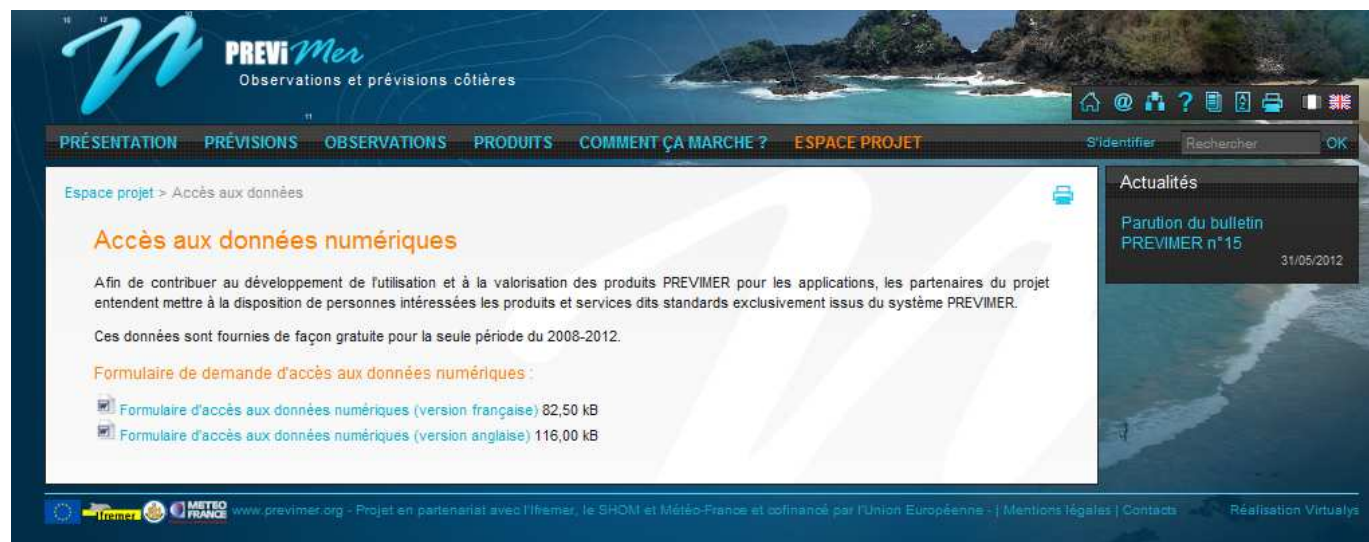 PREViMer
Observations et prévisions côtières
10
12
10
11
PRÉSENTATION PRÉVISIONS OBSERVATIONS PRODUITS COMMENT ÇA MARCHE ? ESPACE PROJET
S'identifier Rechercher OK
Espace projet > Accès aux données
Accès aux données numériques
Afin de contribuer au développement de l'utilisation et à la valorisation des produits PREVIMER pour les applications, les partenaires du projet
entendent mettre à la disposition de personnes intéressées les produits et services dits standards exclusivement issus du système PREVIMER.
Ces données sont fournies de façon gratuite pour la seule période du 2008-2012.
Formulaire de demande d'accès aux données numériques :
Formulaire d'accès aux données numériques (version française) 82,50 kB
Formulaire d'accès aux données numériques (version anglaise) 116,00 kB
Actualités
Parution du bulletin
PREVIMER n°15
31/05/2012
Ifremer METEO FRANCE www.previmer.org - Projet en partenariat avec l'Ifremer, le SHOM et Météo-France et cofinancé par l'Union Européenne - | Mentions légales | Contacts Réalisation Virtualys